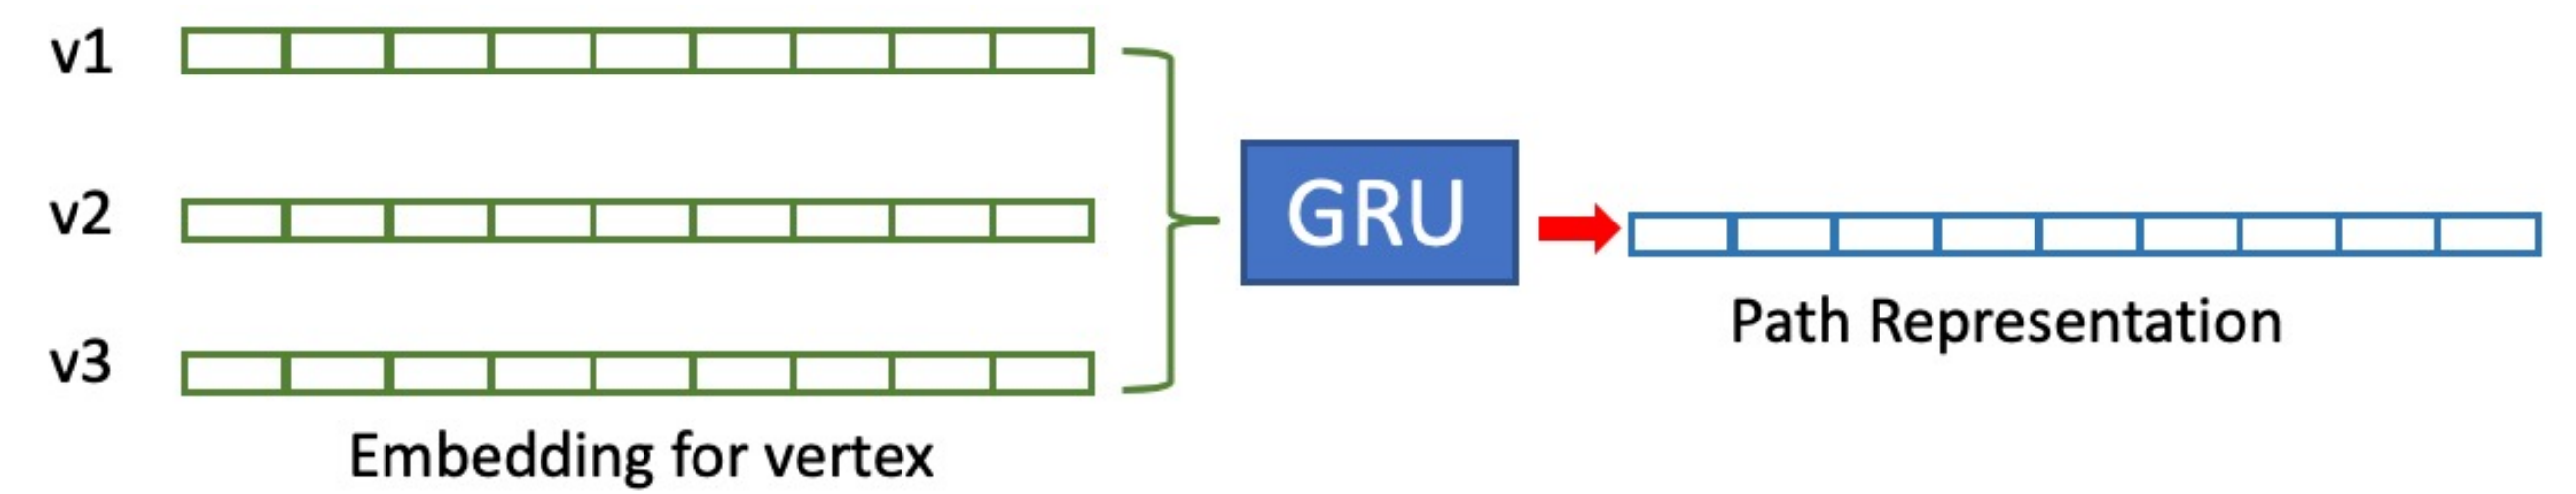 v1
v2
v3
Embedding for vertex
GRU
Path Representation